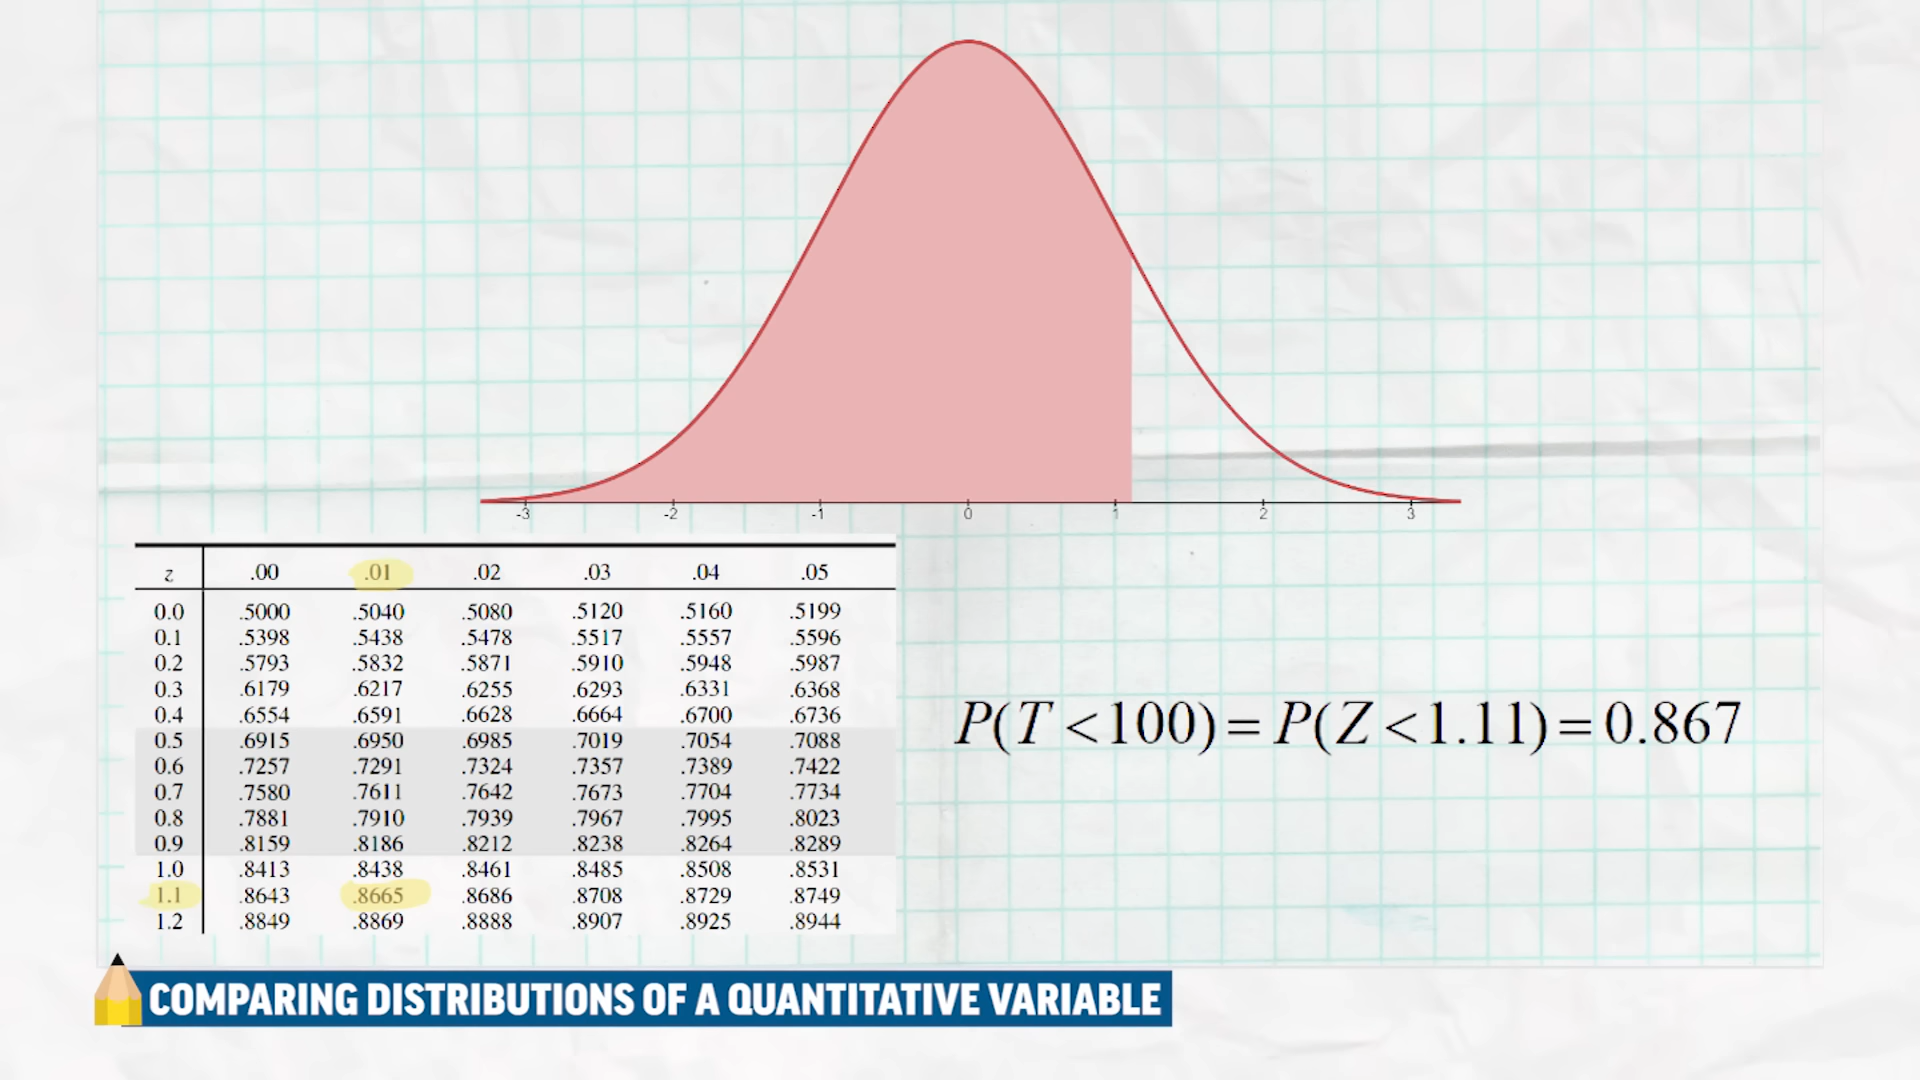 -3 -2 -1 0 1 2 3
z .00 .01 .02 .03 .04 .05
0.0 .5000 .5040 .5080 .5120 .5160 .5199
0.1 .5398 .5438 .5478 .5517 .5557 .5596
0.2 .5793 .5832 .5871 .5910 .5948 .5987
0.3 .6179 .6217 .6255 .6293 .6331 .6368
0.4 .6554 .6591 .6628 .6664 .6700 .6736
0.5 .6915 .6950 .6985 .7019 .7054 .7088
0.6 .7257 .7291 .7324 .7357 .7389 .7422
0.7 .7580 .7611 .7642 .7673 .7704 .7734
0.8 .7881 .7910 .7939 .7967 .7995 .8023
0.9 .8159 .8186 .8212 .8238 .8264 .8289
1.0 .8413 .8438 .8461 .8485 .8508 .8531
1.1 .8643 .8665 .8686 .8708 .8729 .8749
1.2 .8849 .8869 .8888 .8907 .8925 .8944
P(T<100)=P(Z<1.11)=0.867
COMPARING DISTRIBUTIONS OF A QUANTITATIVE VARIABLE